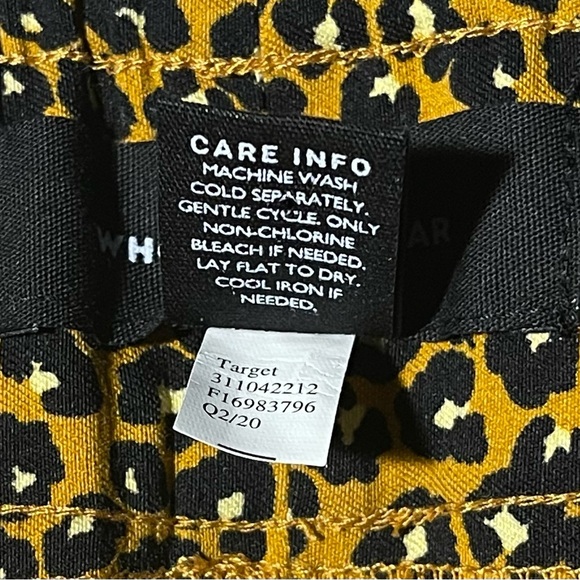 CARE INFO
MACHINE WASH
COLD SEPARATELY.
GENTLE CYCLE. ONLY
NON-CHLORINE
BLEACH IF NEEDED.
LAY FLAT TO DRY.
COOL IRON IF
NEEDED.
Target
311042212
F16983796
Q2/20